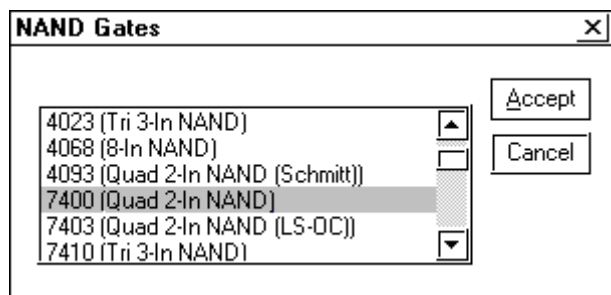 NAND Gates
4023 (Tri 3-In NAND)
4068 (8-In NAND)
4093 (Quad 2-In NAND (Schmitt))
7400 (Quad 2-In NAND)
7403 (Quad 2-In NAND (LS-OC))
7410 (Tri 3-In NAND)
Accept
Cancel